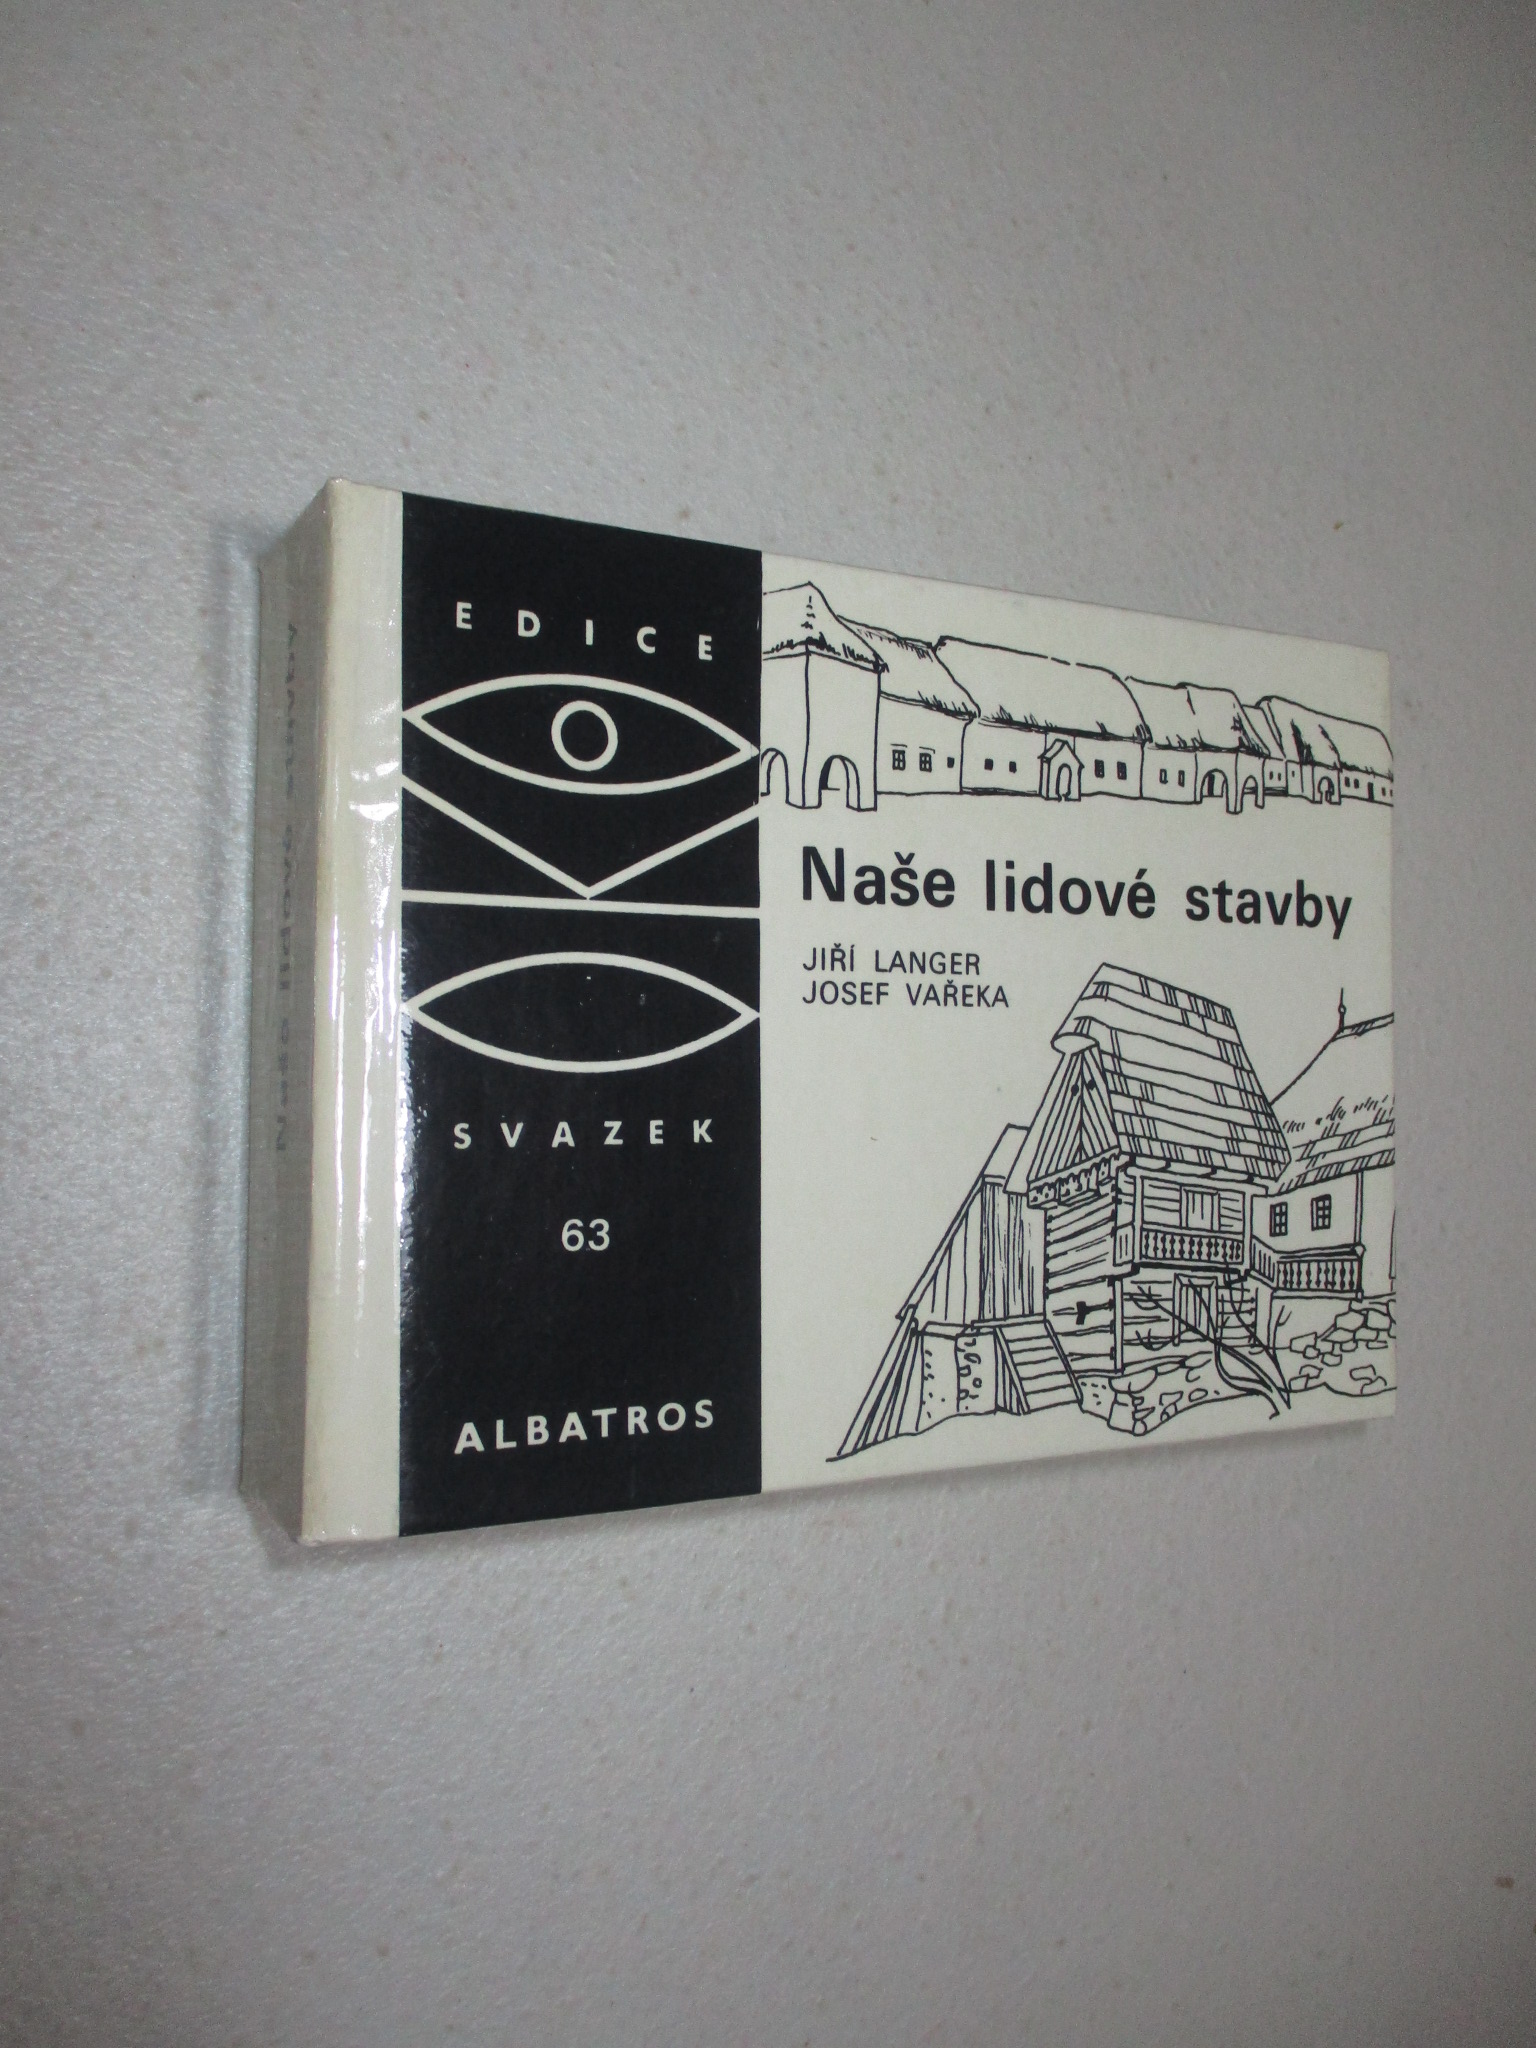 Naše lidové stavby
EDICE
SVAZEK
63
ALBATROS
Naše lidové stavby
JIŘÍ LANGER
JOSEF VAŘEKA